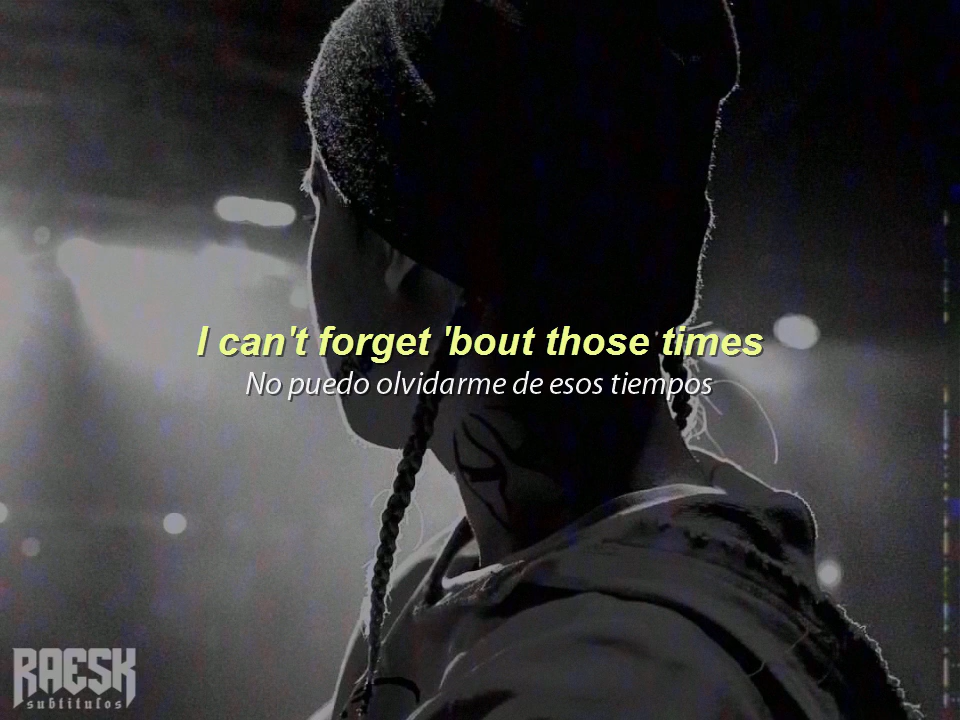 I can't forget 'bout those times
No puedo olvidarme de esos tiempos
RAESK
subtitulos